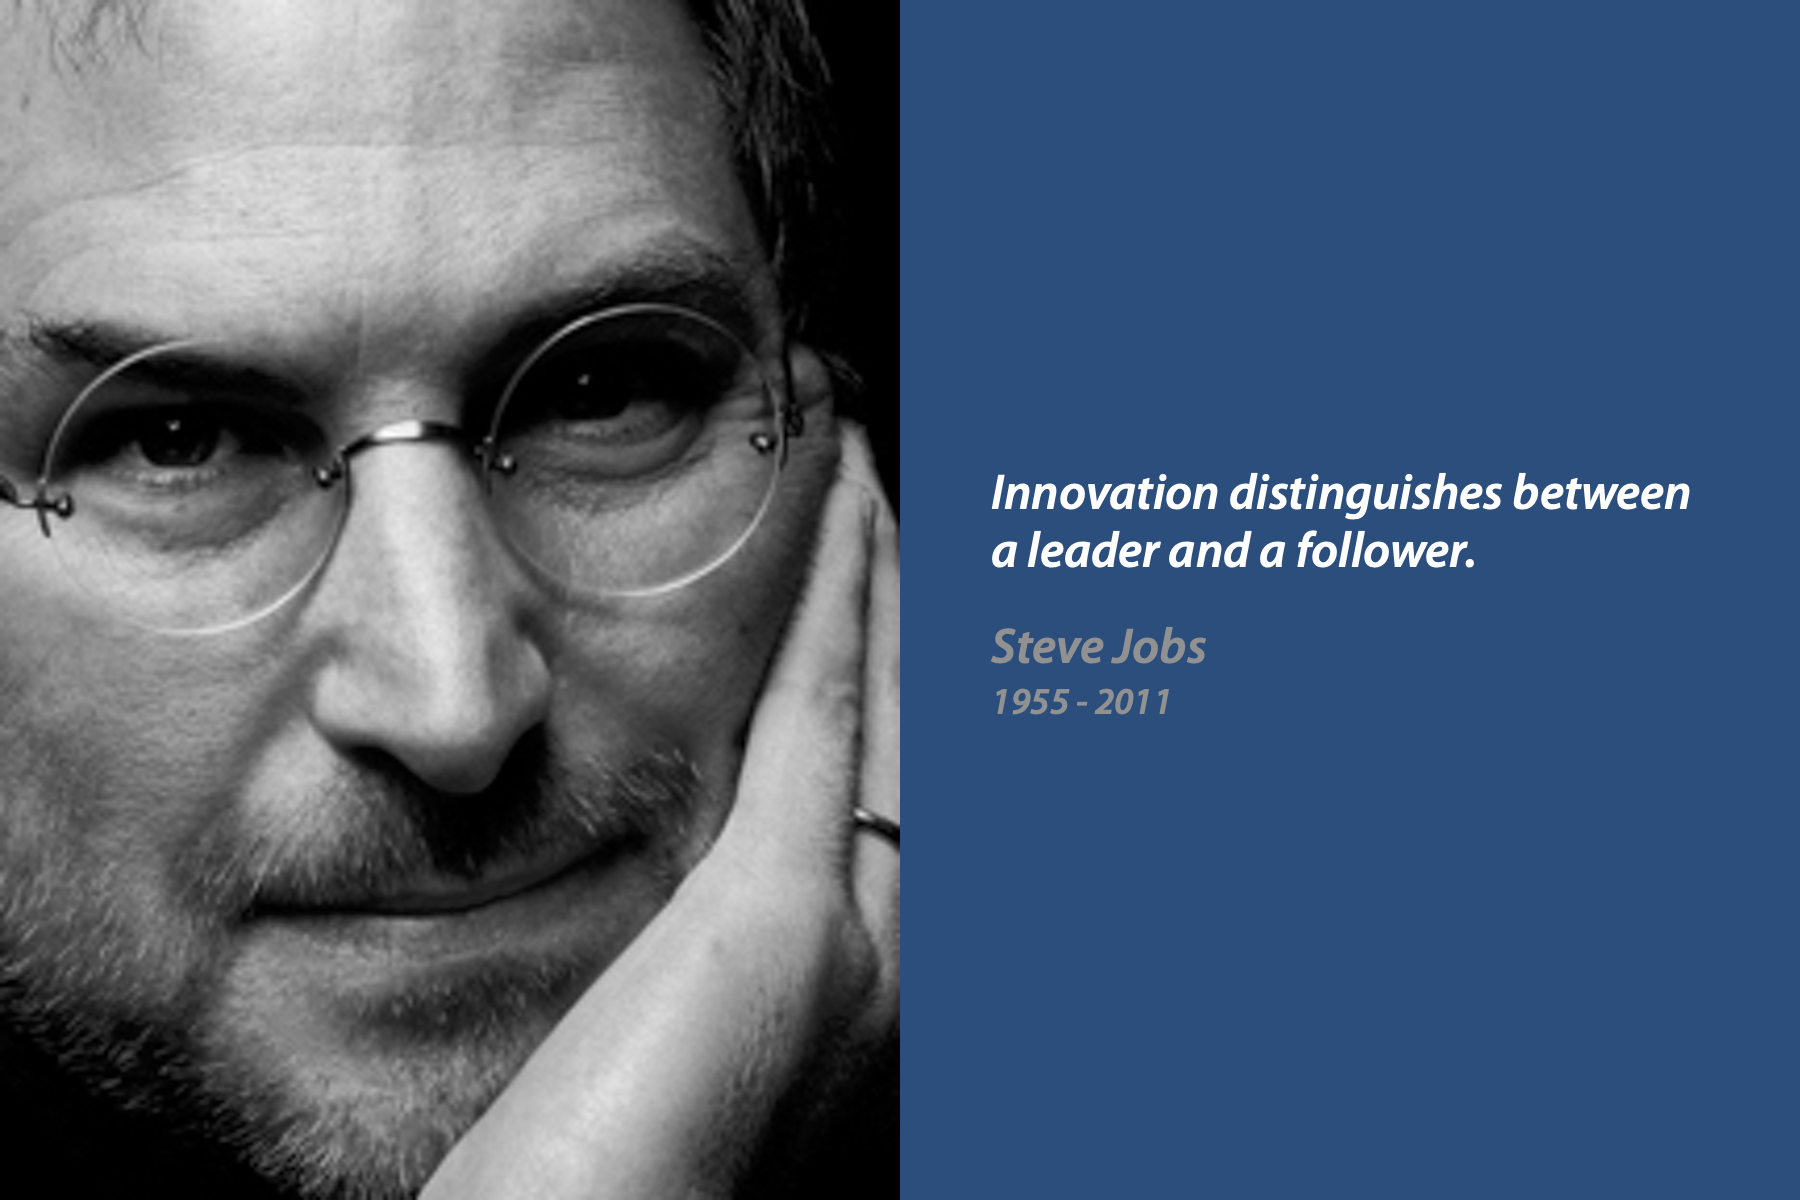 Innovation distinguishes between
a leader and a follower.
Steve Jobs
1955 - 2011